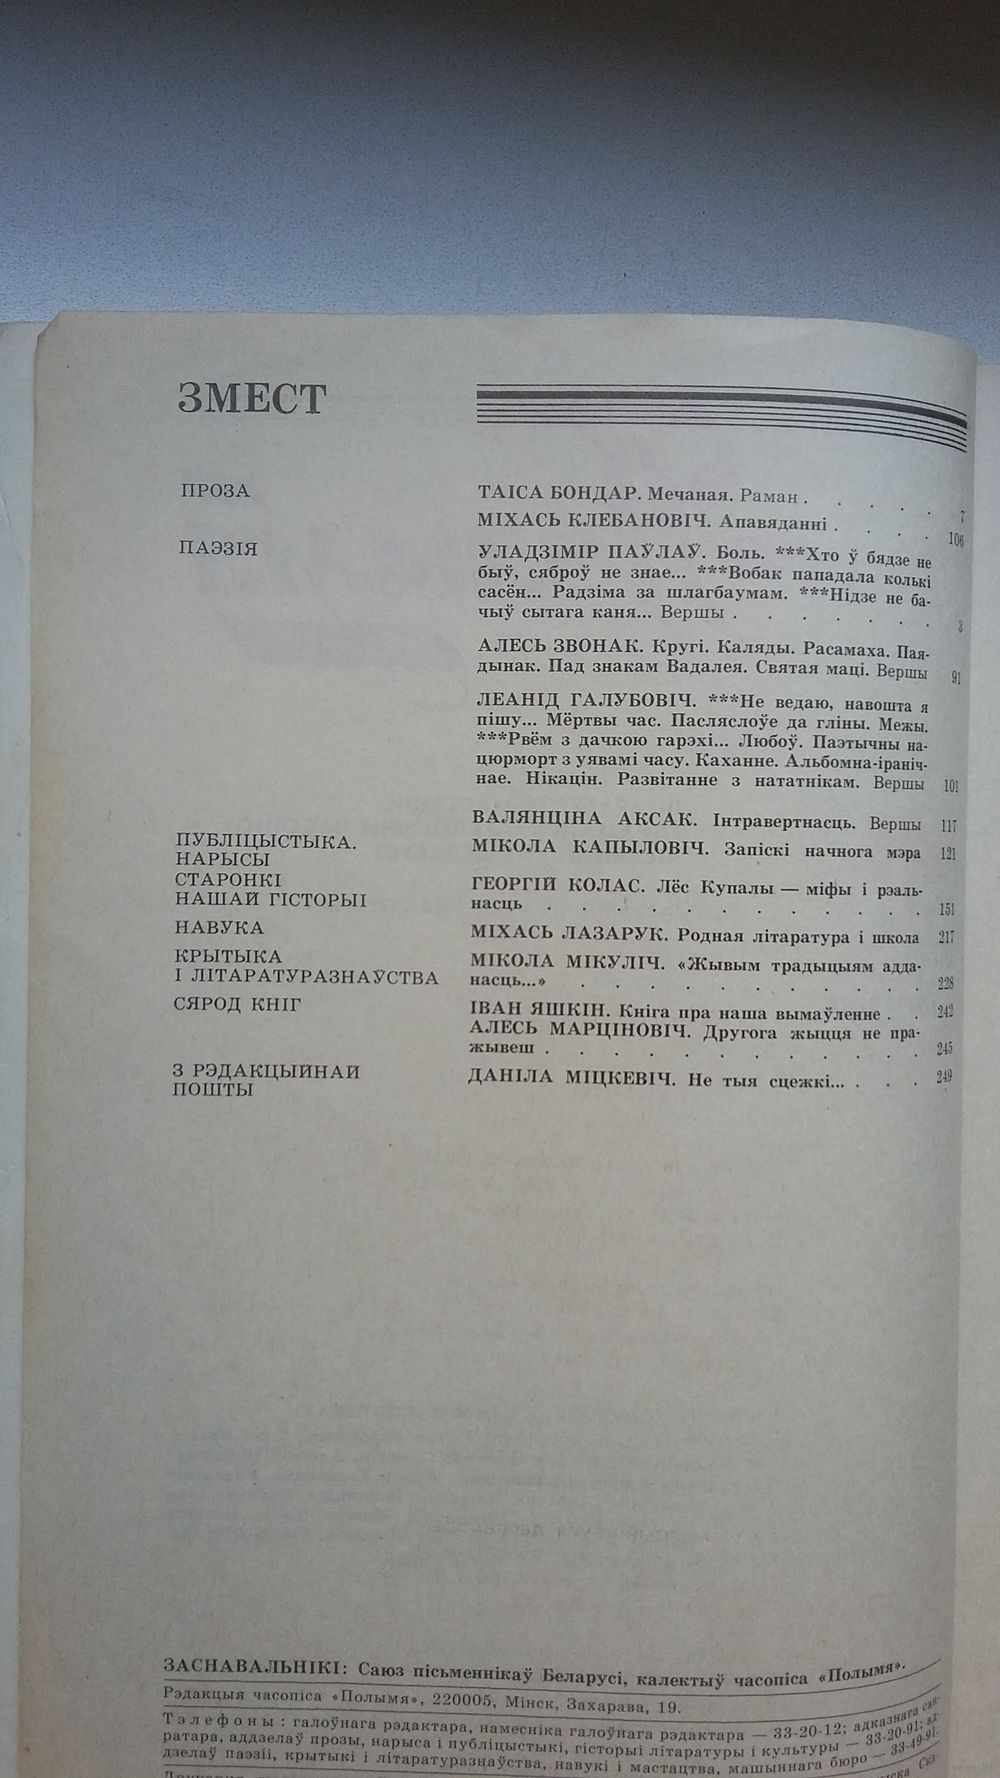 ЗМЕСТ
ПРОЗА
ТАІСА БОНДАР. Мечаная. Раман . . . . . 7
МІХАСЬ КЛЕБАНОВІЧ. Апавяданні . . . . 106
ПАЭЗІЯ
УЛАДЗІМІР ПАЎЛАЎ. Боль. ***Хто ў бядзе не
быў, сяброў не знае... ***Вобак пападала колькі
сасён... Радзіма за шлагбаумам. ***Нідзе не ба-
чыў сытага каня... Вершы . . . . . . . 3
АЛЕСЬ ЗВОНАК. Кругі. Каляды. Расамаха. Пая-
дынак. Пад знакам Вадалея. Святая маці. Вершы 91
ЛЕАНІД ГАЛУБОВІЧ. ***Не ведаю, навошта я
пішу... Мёртвы час. Пасляслоўе да гліны. Межы.
***Рвём з дачкою гарэхі... Любоў. Паэтычны на-
цюрморт з уявамі часу. Каханне. Альбомна-іраніч-
нае. Нікацін. Развітанне з нататнікам. Вершы 101
ВАЛЯНЦІНА АКСАК. Інтравертнасць. Вершы 117
ПУБЛІЦЫСТЫКА.
НАРЫСЫ
МІКОЛА КАПЫЛОВІЧ. Запіскі начнога мэра 121
СТАРОНКІ
НАШАЙ ГІСТОРЫІ
ГЕОРГІЙ КОЛАС. Лёс Купалы — міфы і рэаль-
насць . . . . . . . . . . . 151
НАВУКА
МІХАСЬ ЛАЗАРУК. Родная літаратура і школа 217
КРЫТЫКА
І ЛІТАРАТУРАЗНАЎСТВА
МІКОЛА МІКУЛІЧ. «Жывым традыцыям адда-
насць...» . . . . . . . . . . 228
СЯРОД КНІГ
ІВАН ЯШКІН. Кніга пра наша вымаўленне . . 242
АЛЕСЬ МАРЦІНОВІЧ. Другога жыцця не пра-
жывеш . . . . . . . . . . . 245
З РЭДАКЦЫЙНАЙ
ПОШТЫ
ДАНІЛА МІЦКЕВІЧ. Не тыя сцежкі... . . . 249
ЗАСНАВАЛЬНІКІ: Саюз пісьменнікаў Беларусі, калектыў часопіса «Полымя».
Рэдакцыя часопіса «Полымя», 220005, Мінск, Захарава, 19.
Тэлефоны: галоўнага рэдактара, намесніка галоўнага рэдактара — 33-20-12; адказнага сак-
ратара, аддзелаў прозы, нарыса і публіцыстыкі, гісторыі літаратуры і культуры — 33-20-91; ад-
дзелаў паэзіі, крытыкі і літаратуразнаўства, навукі і мастацтва, машыннага бюро — 33-49-91.